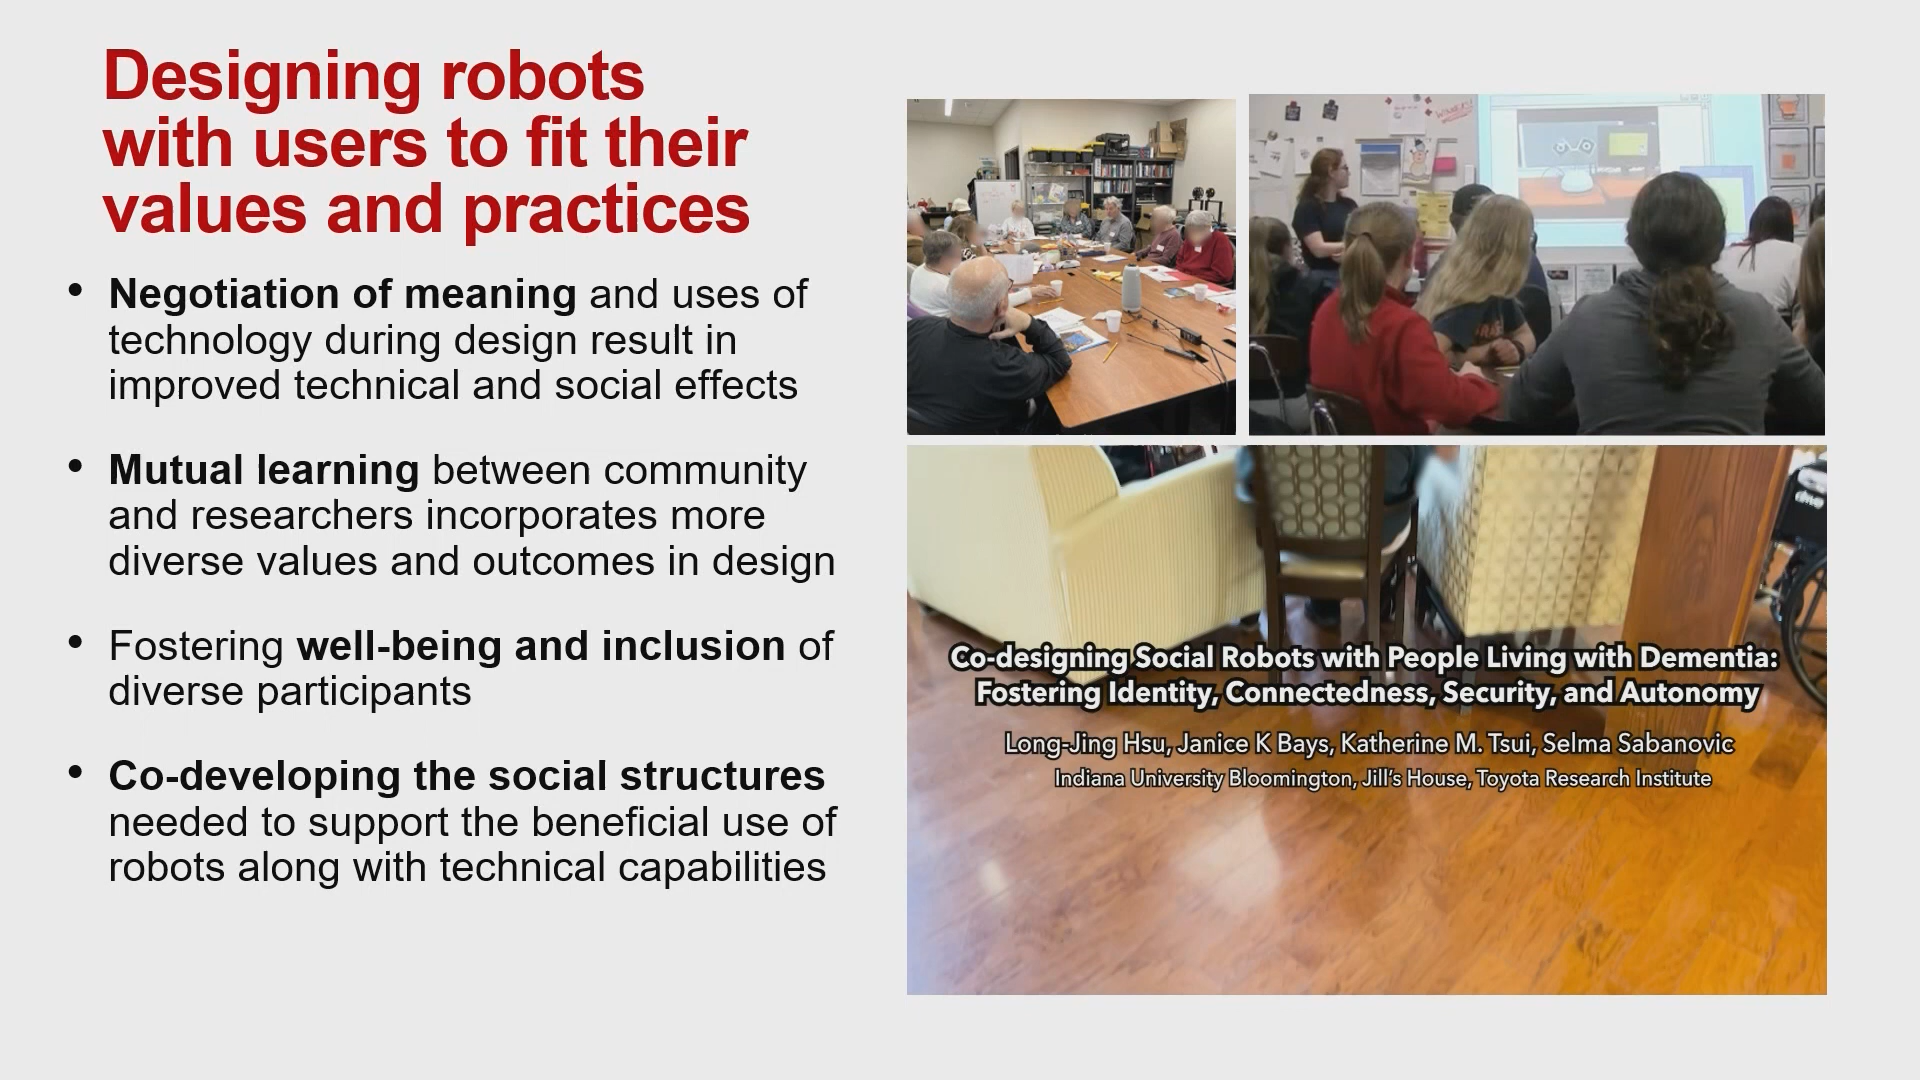 Designing robots
with users to fit their
values and practices
• Negotiation of meaning and uses of
technology during design result in
improved technical and social effects
• Mutual learning between community
and researchers incorporates more
diverse values and outcomes in design
• Fostering well-being and inclusion of
diverse participants
• Co-developing the social structures
needed to support the beneficial use of
robots along with technical capabilities
Co-designing Social Robots with People Living with Dementia:
Fostering Identity, Connectedness, Security, and Autonomy
Long-Jing Hsu, Janice K Bays, Katherine M. Tsui, Selma Sabanovic
Indiana University Bloomington, Jill's House, Toyota Research Institute